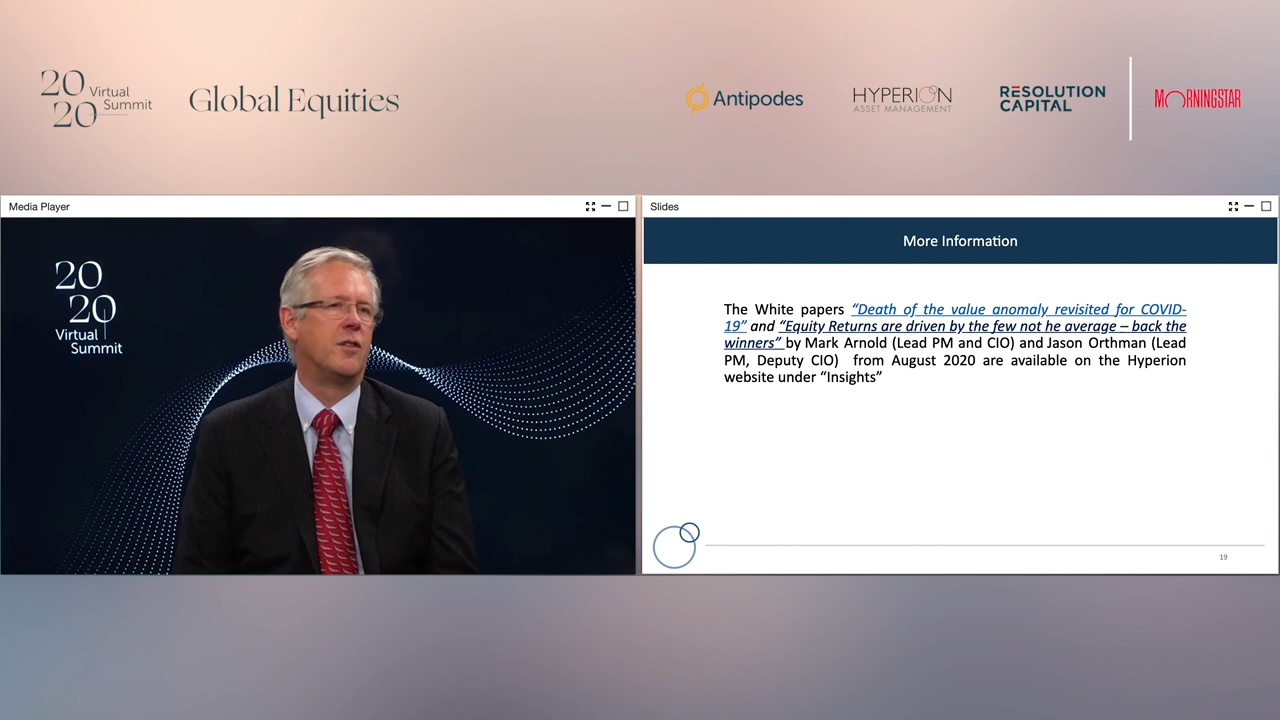 20
20
Virtual
Summit
Global Equities
Antipodes
HYPERION
ASSET MANAGEMENT
RESOLUTION
CAPITAL
MORNINGSTAR
Media Player
20
20
Virtual
Summit
Slides
More Information
The White papers “Death of the value anomaly revisited for COVID-
19” and “Equity Returns are driven by the few not he average – back the
winners” by Mark Arnold (Lead PM and CIO) and Jason Orthman (Lead
PM, Deputy CIO) from August 2020 are available on the Hyperion
website under “Insights”
19